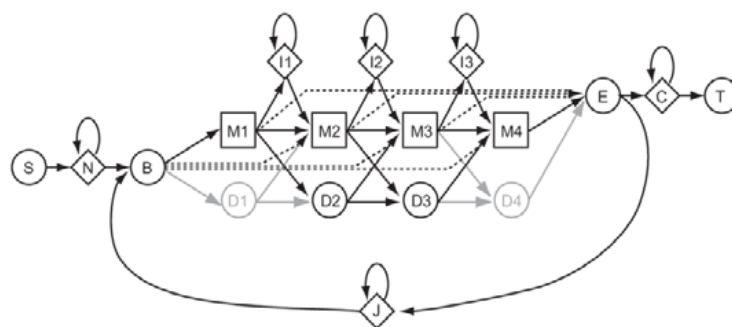 I1 I2 I3
E C T
M1 M2 M3 M4
S N B
D1 D2 D3 D4
J